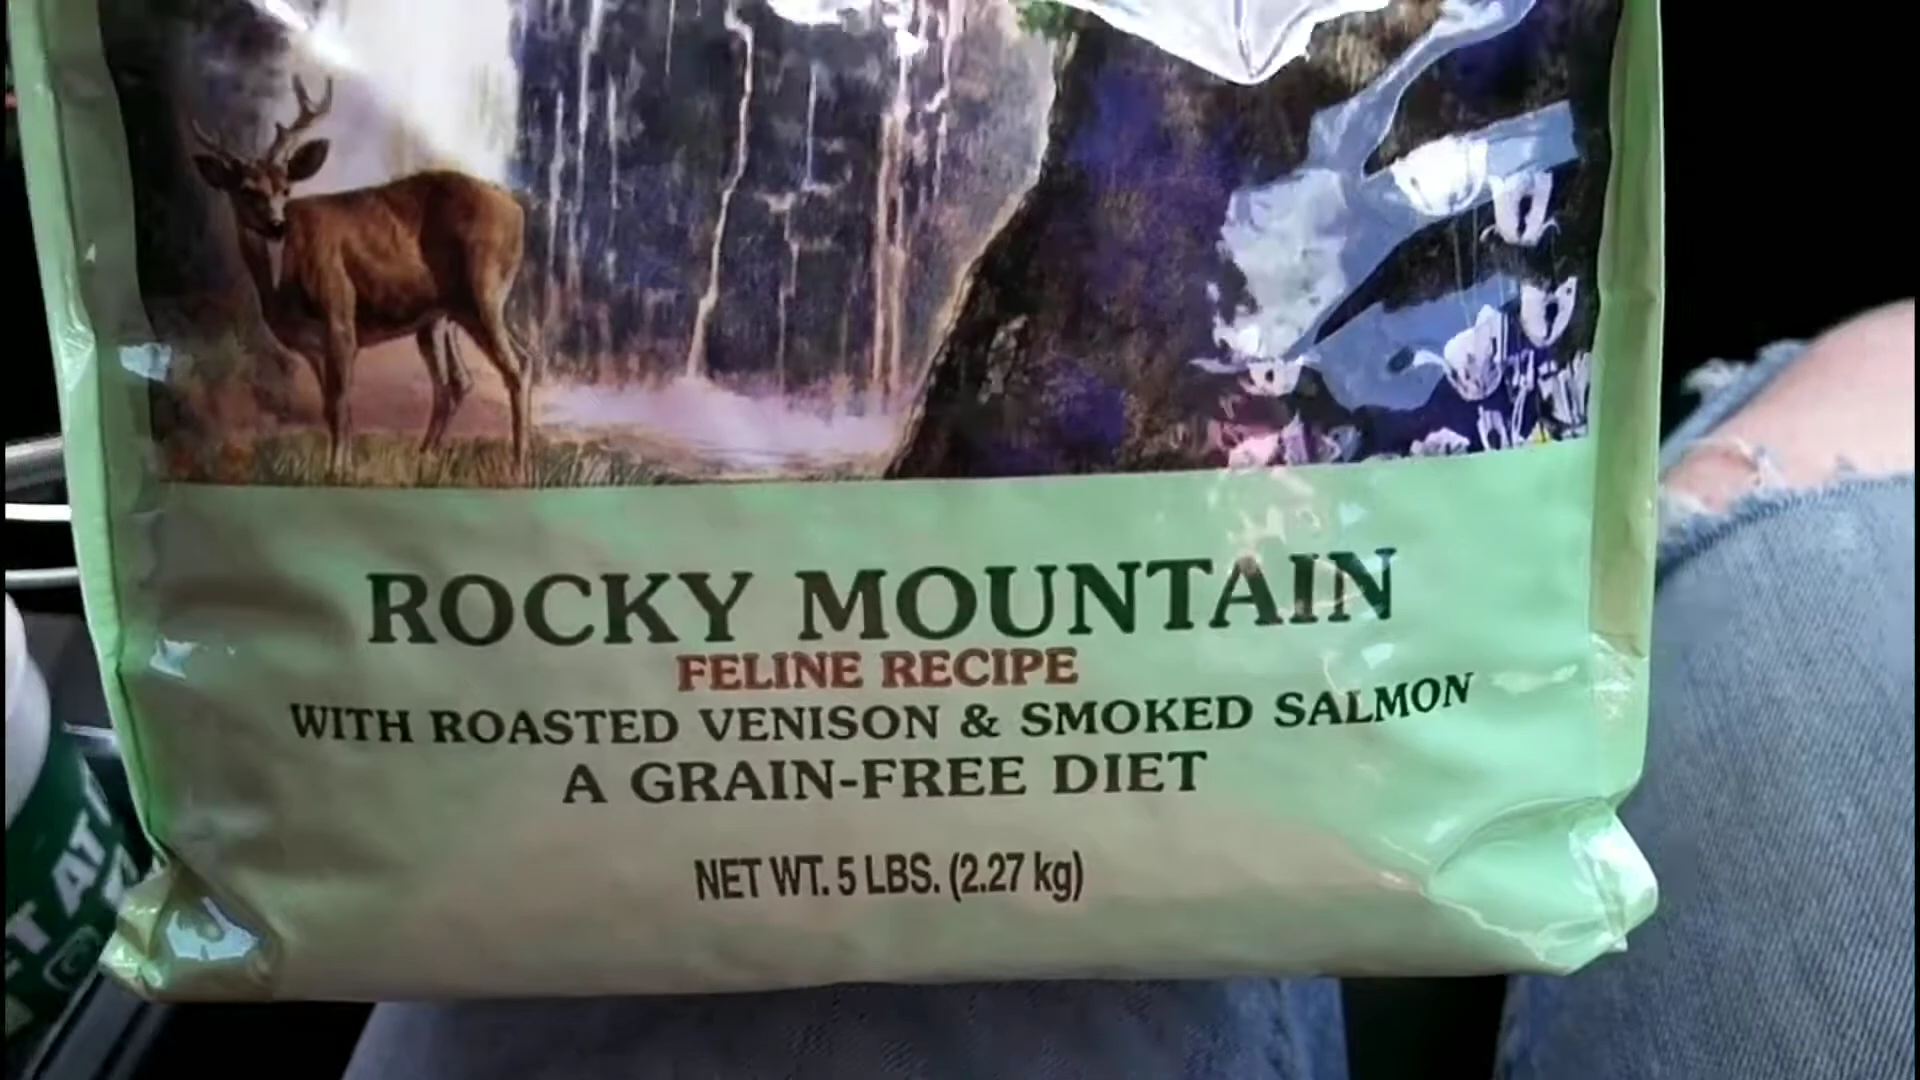 ROCKY MOUNTAIN
FELINE RECIPE
WITH ROASTED VENISON & SMOKED SALMON
A GRAIN-FREE DIET
NET WT. 5 LBS. (2.27 kg)